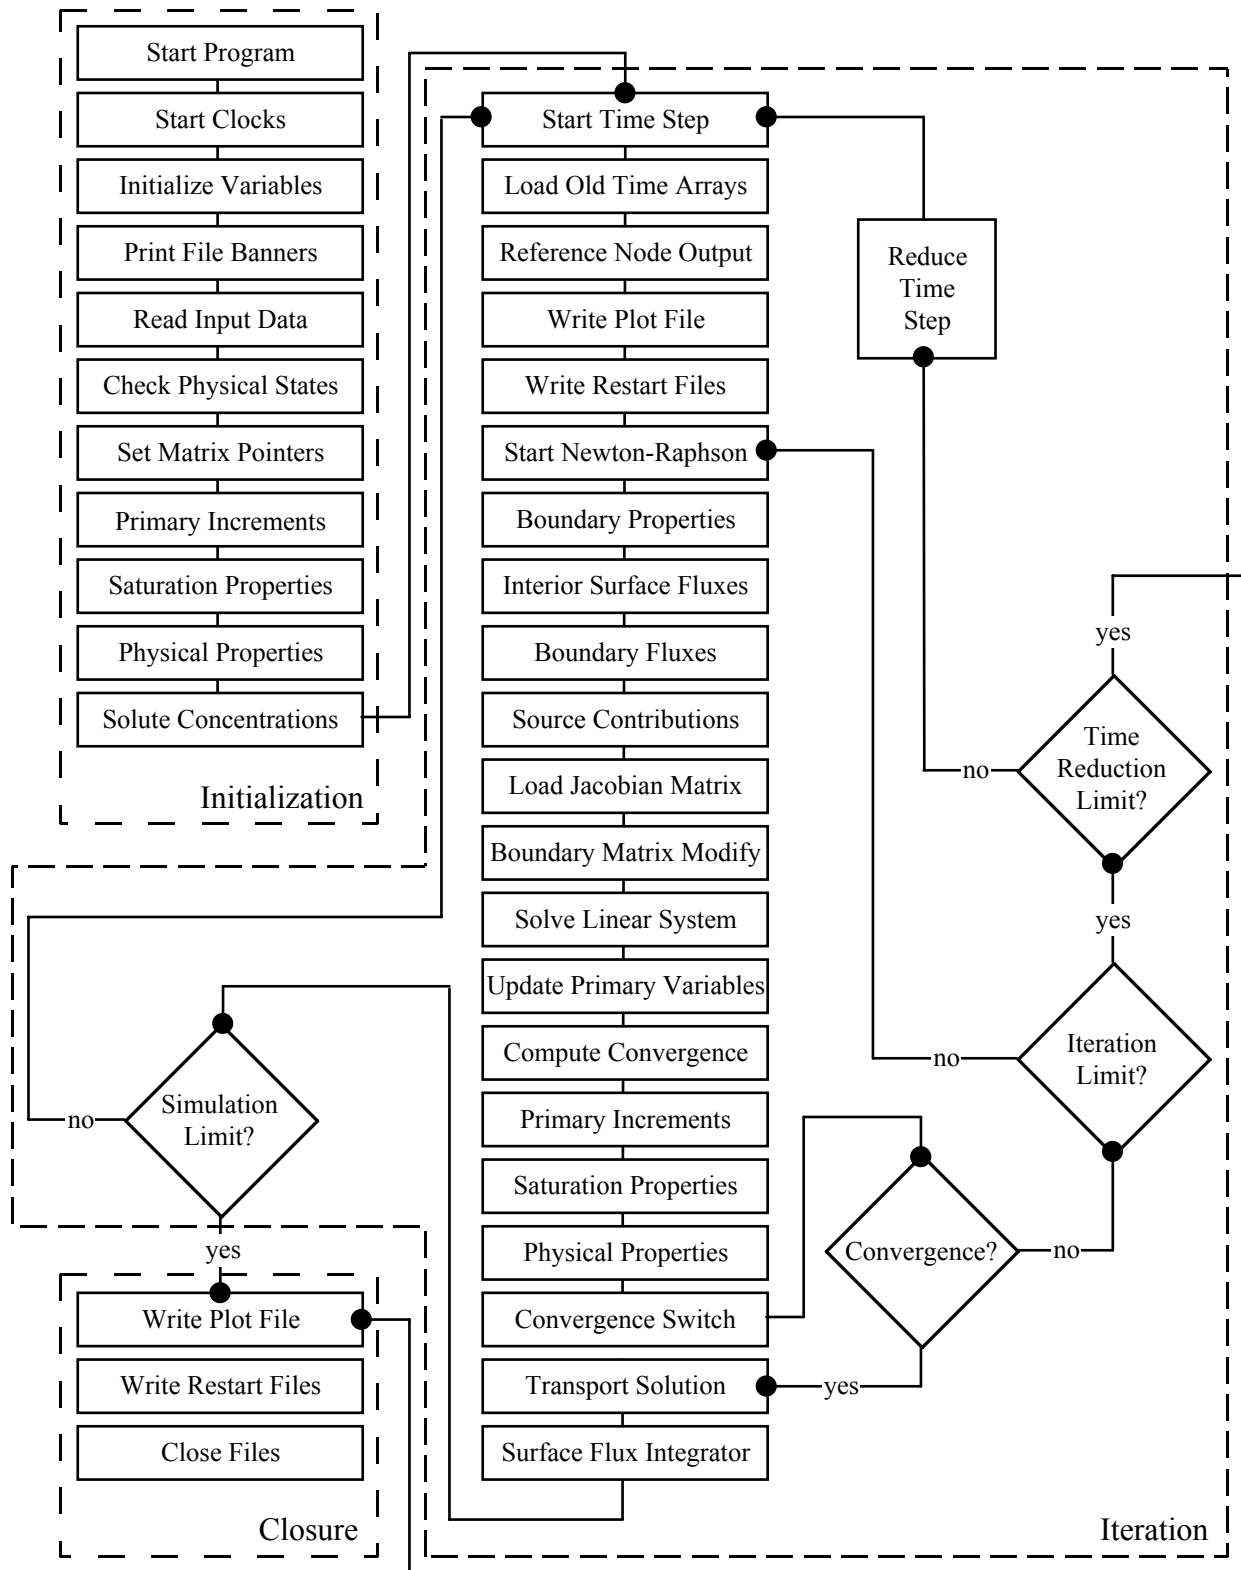 Start Program
Start Clocks
Initialize Variables
Print File Banners
Read Input Data
Check Physical States
Set Matrix Pointers
Primary Increments
Saturation Properties
Physical Properties
Solute Concentrations
Initialization
Start Time Step
Load Old Time Arrays
Reference Node Output
Write Plot File
Write Restart Files
Start Newton-Raphson
Boundary Properties
Interior Surface Fluxes
Boundary Fluxes
Source Contributions
Load Jacobian Matrix
Boundary Matrix Modify
Solve Linear System
Update Primary Variables
Compute Convergence
Primary Increments
Saturation Properties
Physical Properties
Convergence Switch
Transport Solution
Surface Flux Integrator
Reduce
Time
Step
yes
Time
Reduction
Limit?
no
yes
Iteration
Limit?
no
Convergence?
no
yes
Iteration
Simulation
Limit?
no
yes
Write Plot File
Write Restart Files
Close Files
Closure